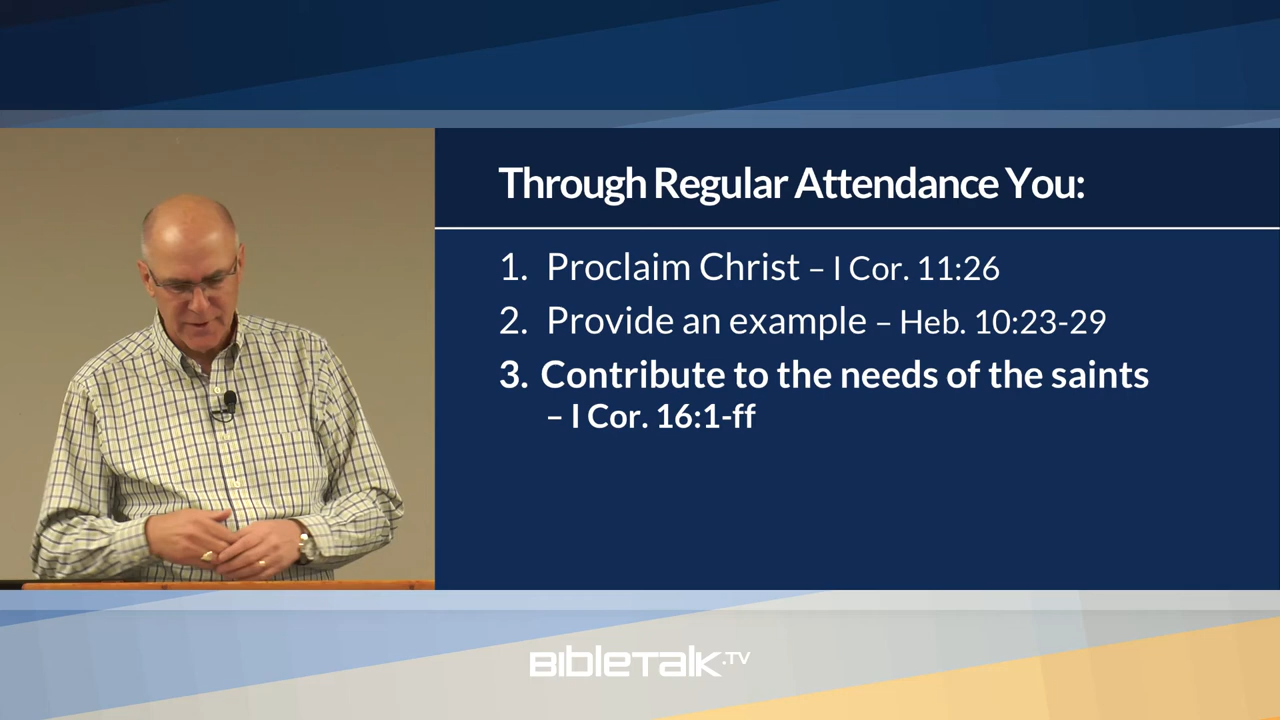 Through Regular Attendance You:
1. Proclaim Christ – I Cor. 11:26
2. Provide an example – Heb. 10:23-29
3. Contribute to the needs of the saints
– I Cor. 16:1-ff
BIBLETALK.TV